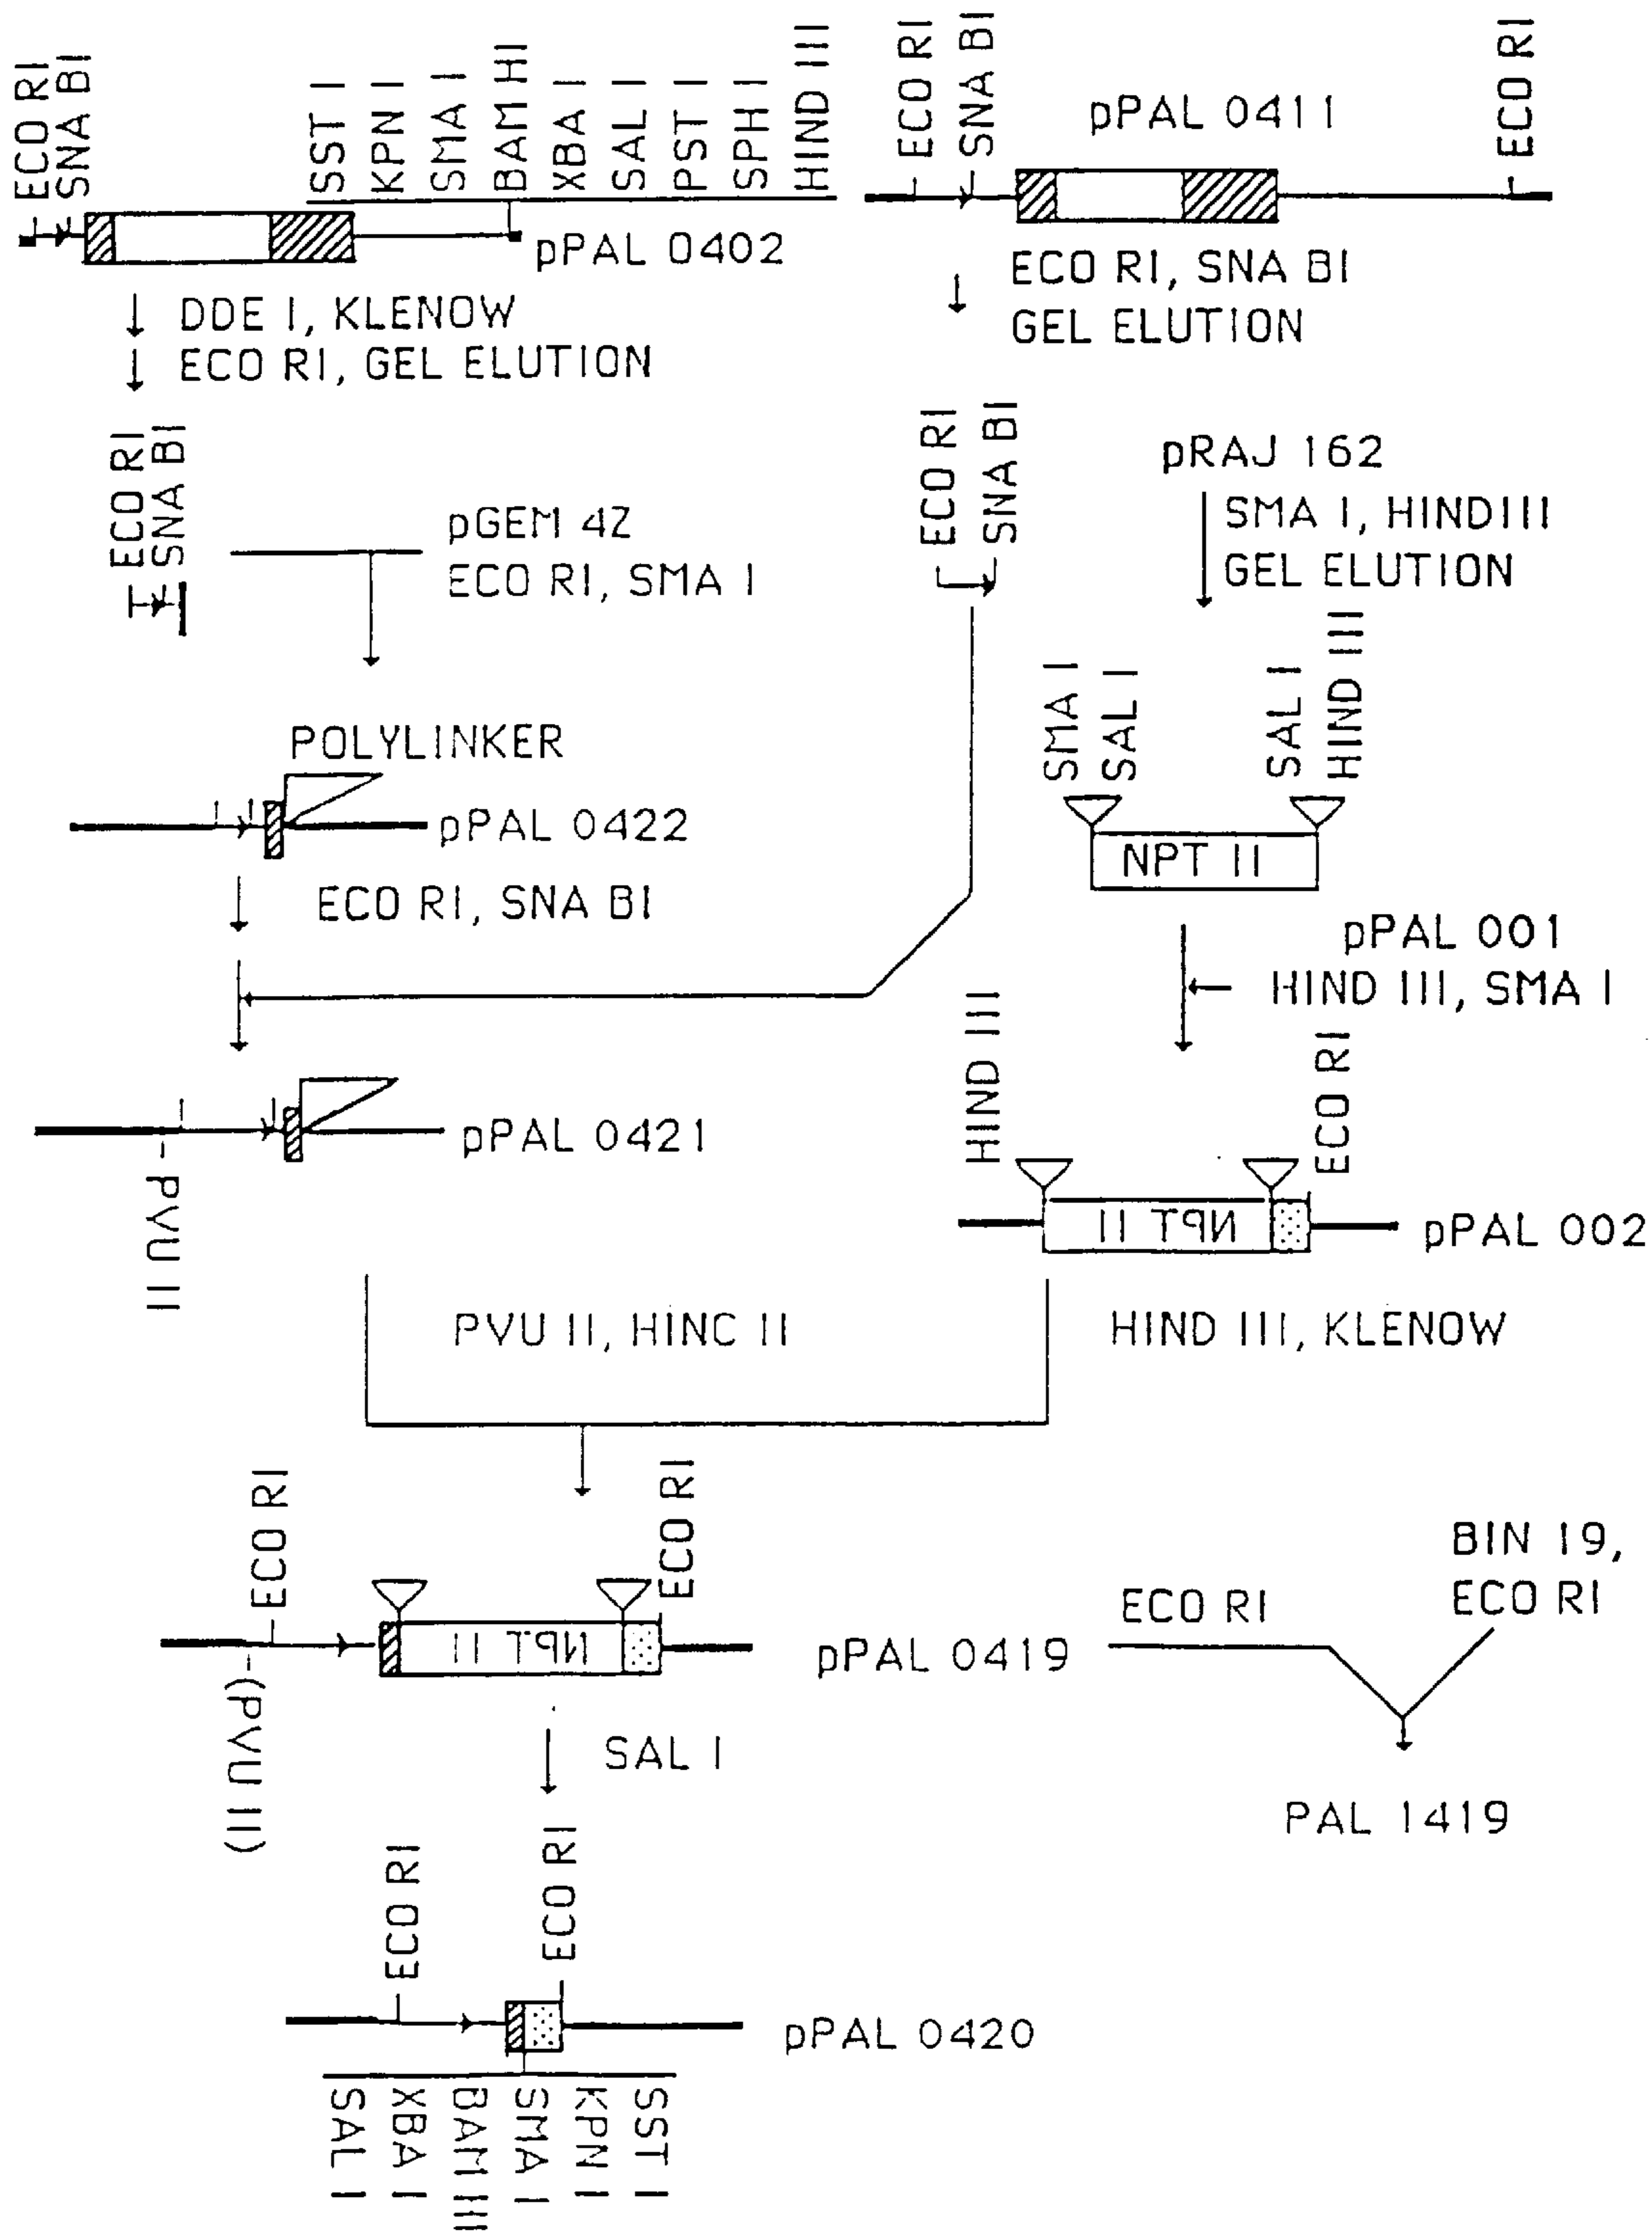 ECO RI
SNA BI
SST I
KPN I
SMA I
BAM HI
XBA I
SAL I
PST I
SPH I
HIND III
pPAL 0402
ECO RI
SNA BI
pPAL 0411
ECO RI
DDE I, KLENOW
ECO RI, GEL ELUTION
ECO RI, SNA BI
GEL ELUTION
ECO RI
SNA BI
pGEM 4Z
ECO RI, SMA I
ECO RI
SNA BI
pRAJ 162
SMA I, HINDIII
GEL ELUTION
POLYLINKER
pPAL 0422
SMA I
SAL I
SAL I
HIND III
NPT II
ECO RI, SNA BI
pPAL 001
HIND III, SMA I
pPAL 0421
PVU II
HIND III
ECO RI
NPT II
pPAL 002
PVU II, HINC II
HIND III, KLENOW
ECO RI
ECO RI
NPT II
(PVU II)
pPAL 0419
ECO RI
BIN 19,
ECO RI
PAL 1419
SAL I
ECO RI
ECO RI
pPAL 0420
SAL I
XBA I
BAM III
SMA I
KPN I
SST I